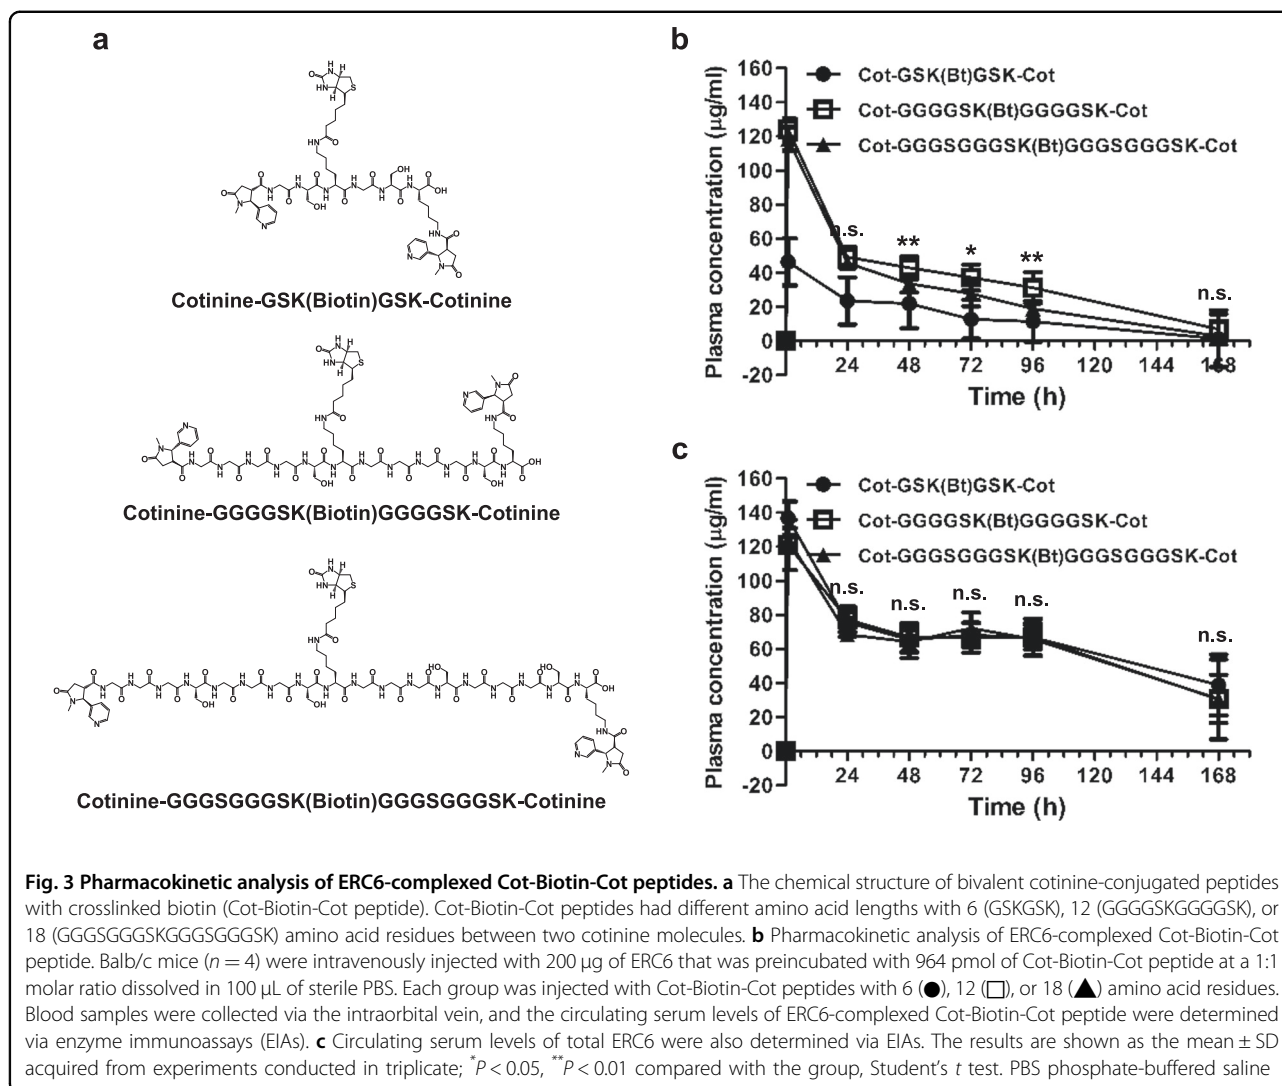 a
Cotinine-GSK(Biotin)GSK-Cotinine
Cotinine-GGGGSK(Biotin)GGGGSK-Cotinine
Cotinine-GGGSGGGSK(Biotin)GGGSGGGSK-Cotinine
b
Plasma concentration (µg/ml)
160
140
120
100
80
60
40
20
0
-20
Cot-GSK(Bt)GSK-Cot
Cot-GGGGSK(Bt)GGGGSK-Cot
Cot-GGGSGGGSK(Bt)GGGSGGGSK-Cot
n.s.
**
*
**
n.s.
24 48 72 96 120 144 168
Time (h)
c
Plasma concentration (µg/ml)
160
140
120
100
80
60
40
20
0
-20
Cot-GSK(Bt)GSK-Cot
Cot-GGGGSK(Bt)GGGGSK-Cot
Cot-GGGSGGGSK(Bt)GGGSGGGSK-Cot
n.s.
n.s.
n.s.
n.s.
n.s.
24 48 72 96 120 144 168
Time (h)
Fig. 3 Pharmacokinetic analysis of ERC6-complexed Cot-Biotin-Cot peptides. a The chemical structure of bivalent cotinine-conjugated peptides
with crosslinked biotin (Cot-Biotin-Cot peptide). Cot-Biotin-Cot peptides had different amino acid lengths with 6 (GSKGSK), 12 (GGGGSKGGGGSK), or
18 (GGGSGGGSKGGGSGGGSK) amino acid residues between two cotinine molecules. b Pharmacokinetic analysis of ERC6-complexed Cot-Biotin-Cot
peptide. Balb/c mice (n = 4) were intravenously injected with 200 µg of ERC6 that was preincubated with 964 pmol of Cot-Biotin-Cot peptide at a 1:1
molar ratio dissolved in 100 µL of sterile PBS. Each group was injected with Cot-Biotin-Cot peptides with 6 (●), 12 (□), or 18 (▲) amino acid residues.
Blood samples were collected via the intraorbital vein, and the circulating serum levels of ERC6-complexed Cot-Biotin-Cot peptide were determined
via enzyme immunoassays (EIAs). c Circulating serum levels of total ERC6 were also determined via EIAs. The results are shown as the mean ± SD
acquired from experiments conducted in triplicate; *P < 0.05, **P < 0.01 compared with the group, Student's t test. PBS phosphate-buffered saline